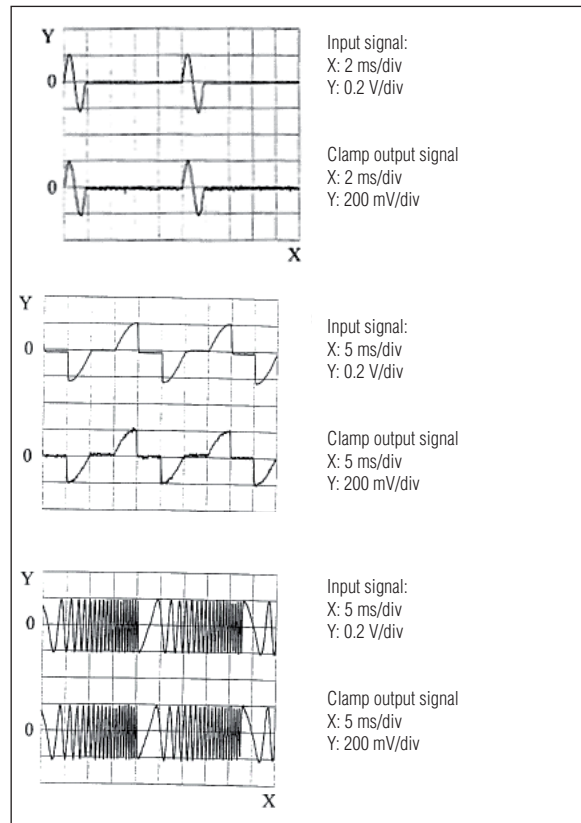 Y
0
Input signal:
X: 2 ms/div
Y: 0.2 V/div
0
Clamp output signal
X: 2 ms/div
Y: 200 mV/div
X
Y
0
Input signal:
X: 5 ms/div
Y: 0.2 V/div
0
Clamp output signal
X: 5 ms/div
Y: 200 mV/div
Y
0
Input signal:
X: 5 ms/div
Y: 0.2 V/div
0
Clamp output signal
X: 5 ms/div
Y: 200 mV/div
X